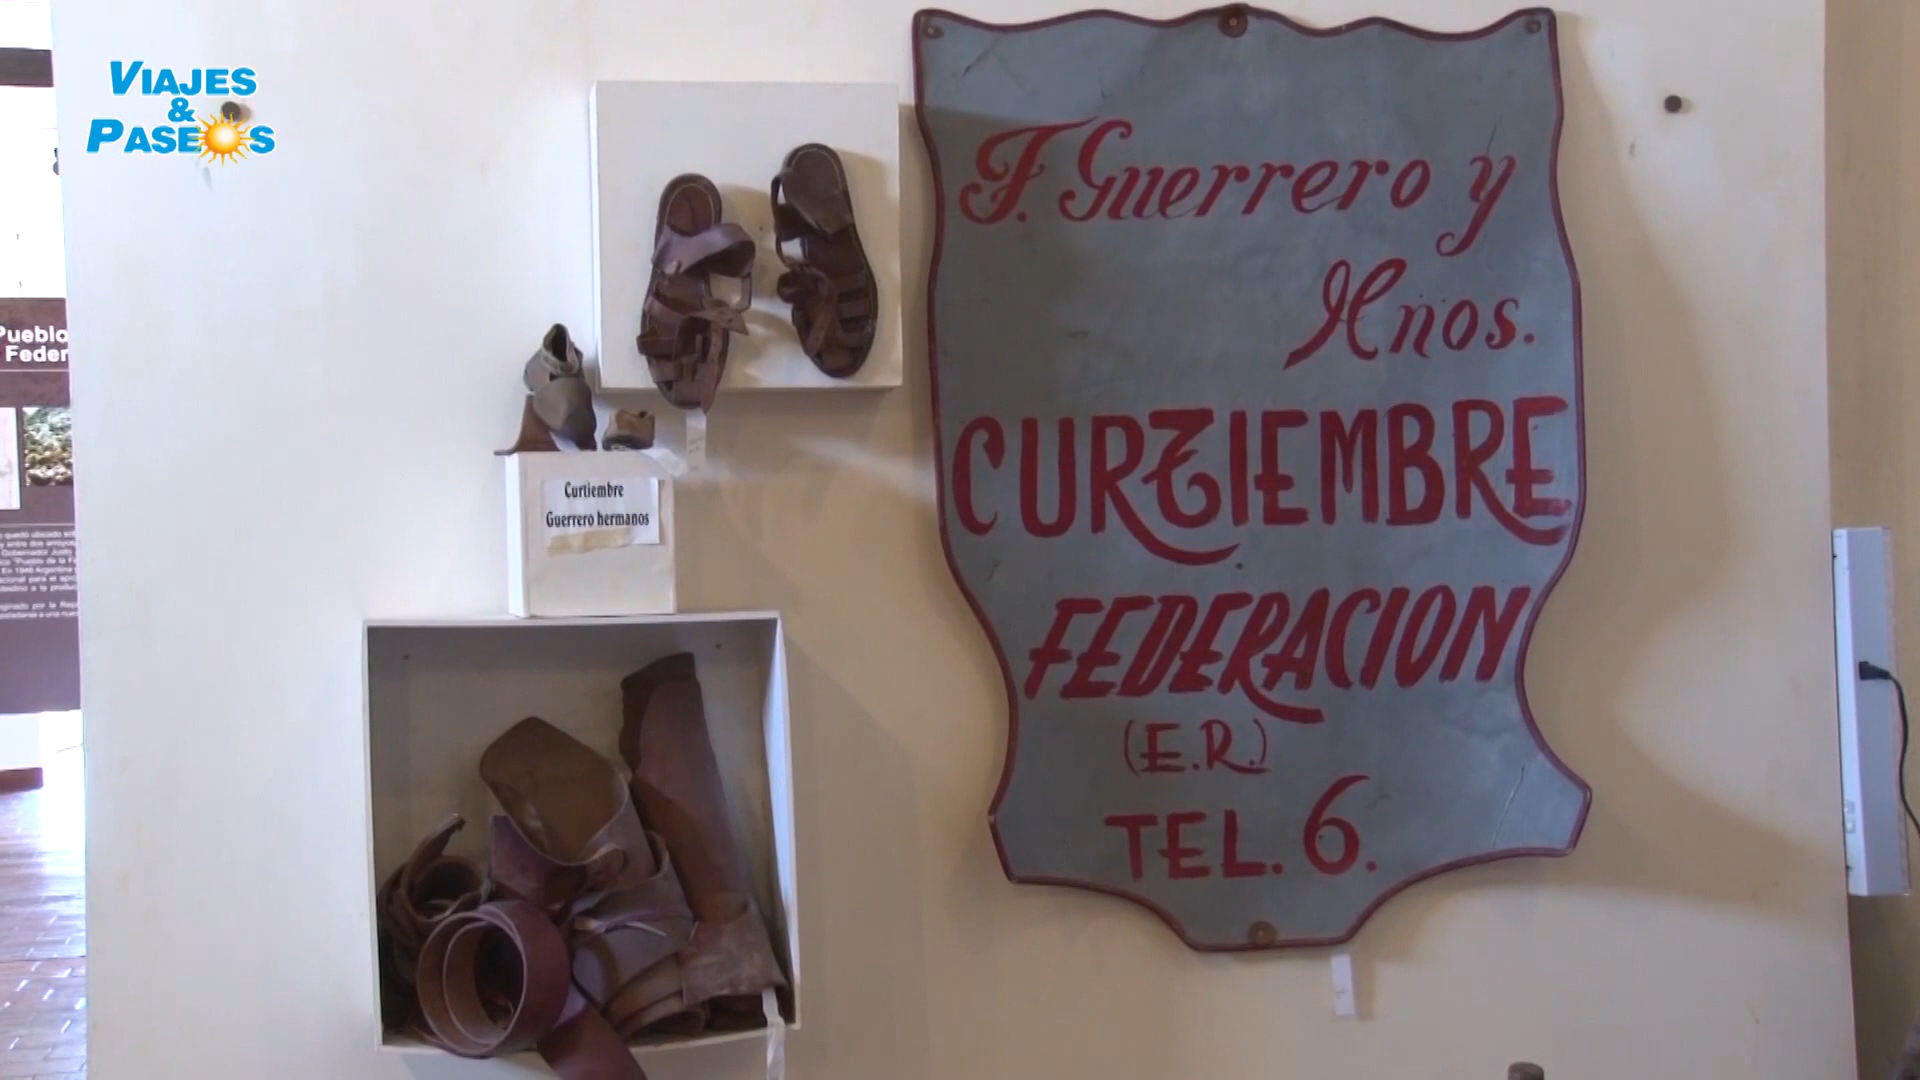 VIAJES
&
PASEOS
Pueblo
Feder
F. Guerrero y
Hnos.
CURTIEMBRE
FEDERACION
(E.R.)
TEL. 6.
Curtiembre
Guerrero hermanos